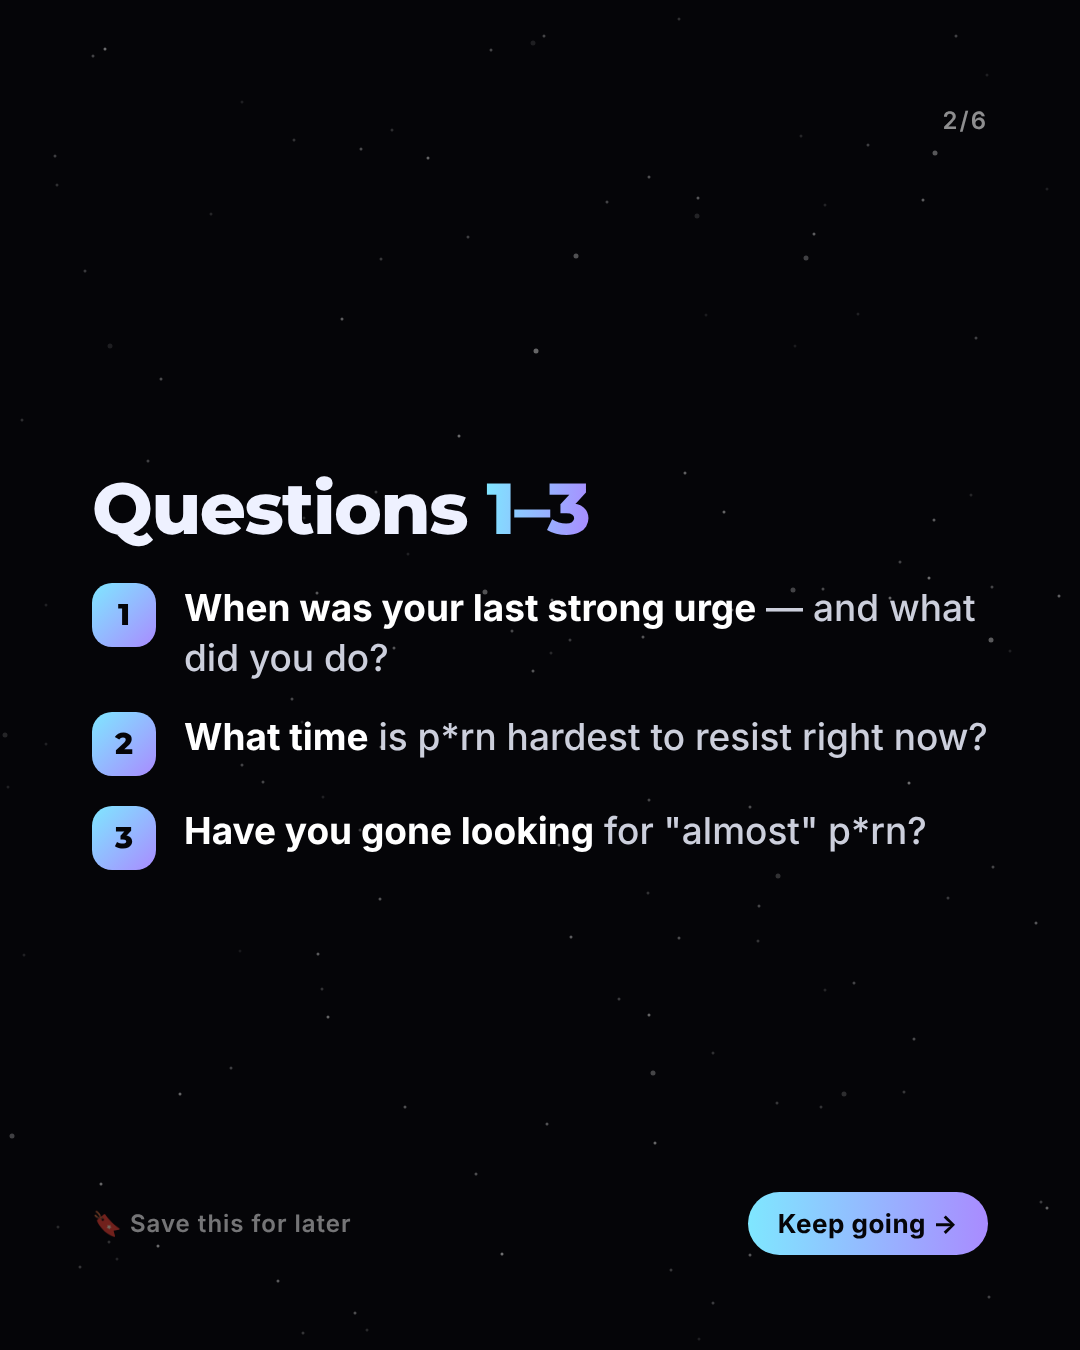 2/6
Questions 1–3
1 When was your last strong urge — and what
did you do?
2 What time is p*rn hardest to resist right now?
3 Have you gone looking for "almost" p*rn?
🔖 Save this for later
Keep going →